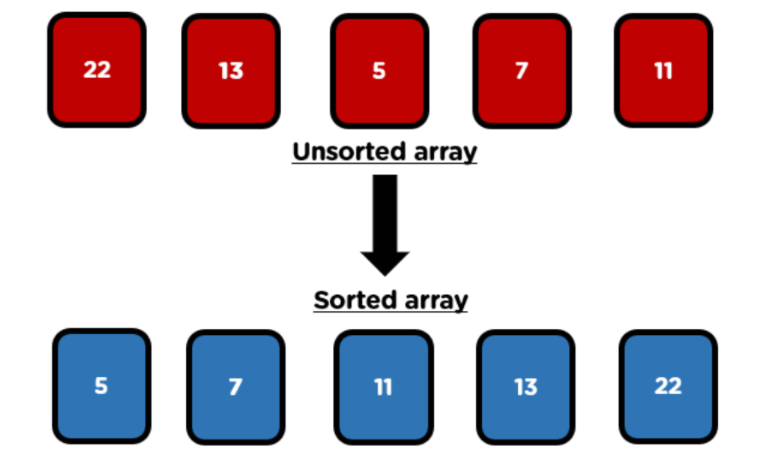 22 13 5 7 11
Unsorted array
Sorted array
5 7 11 13 22